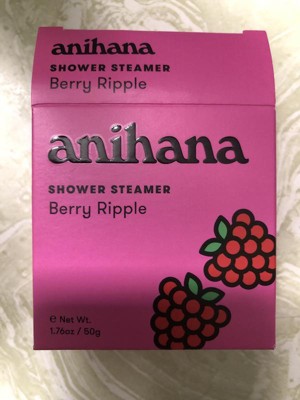 anihana
SHOWER STEAMER
Berry Ripple
anihana
SHOWER STEAMER
Berry Ripple
℮ Net Wt.
1.76oz / 50g